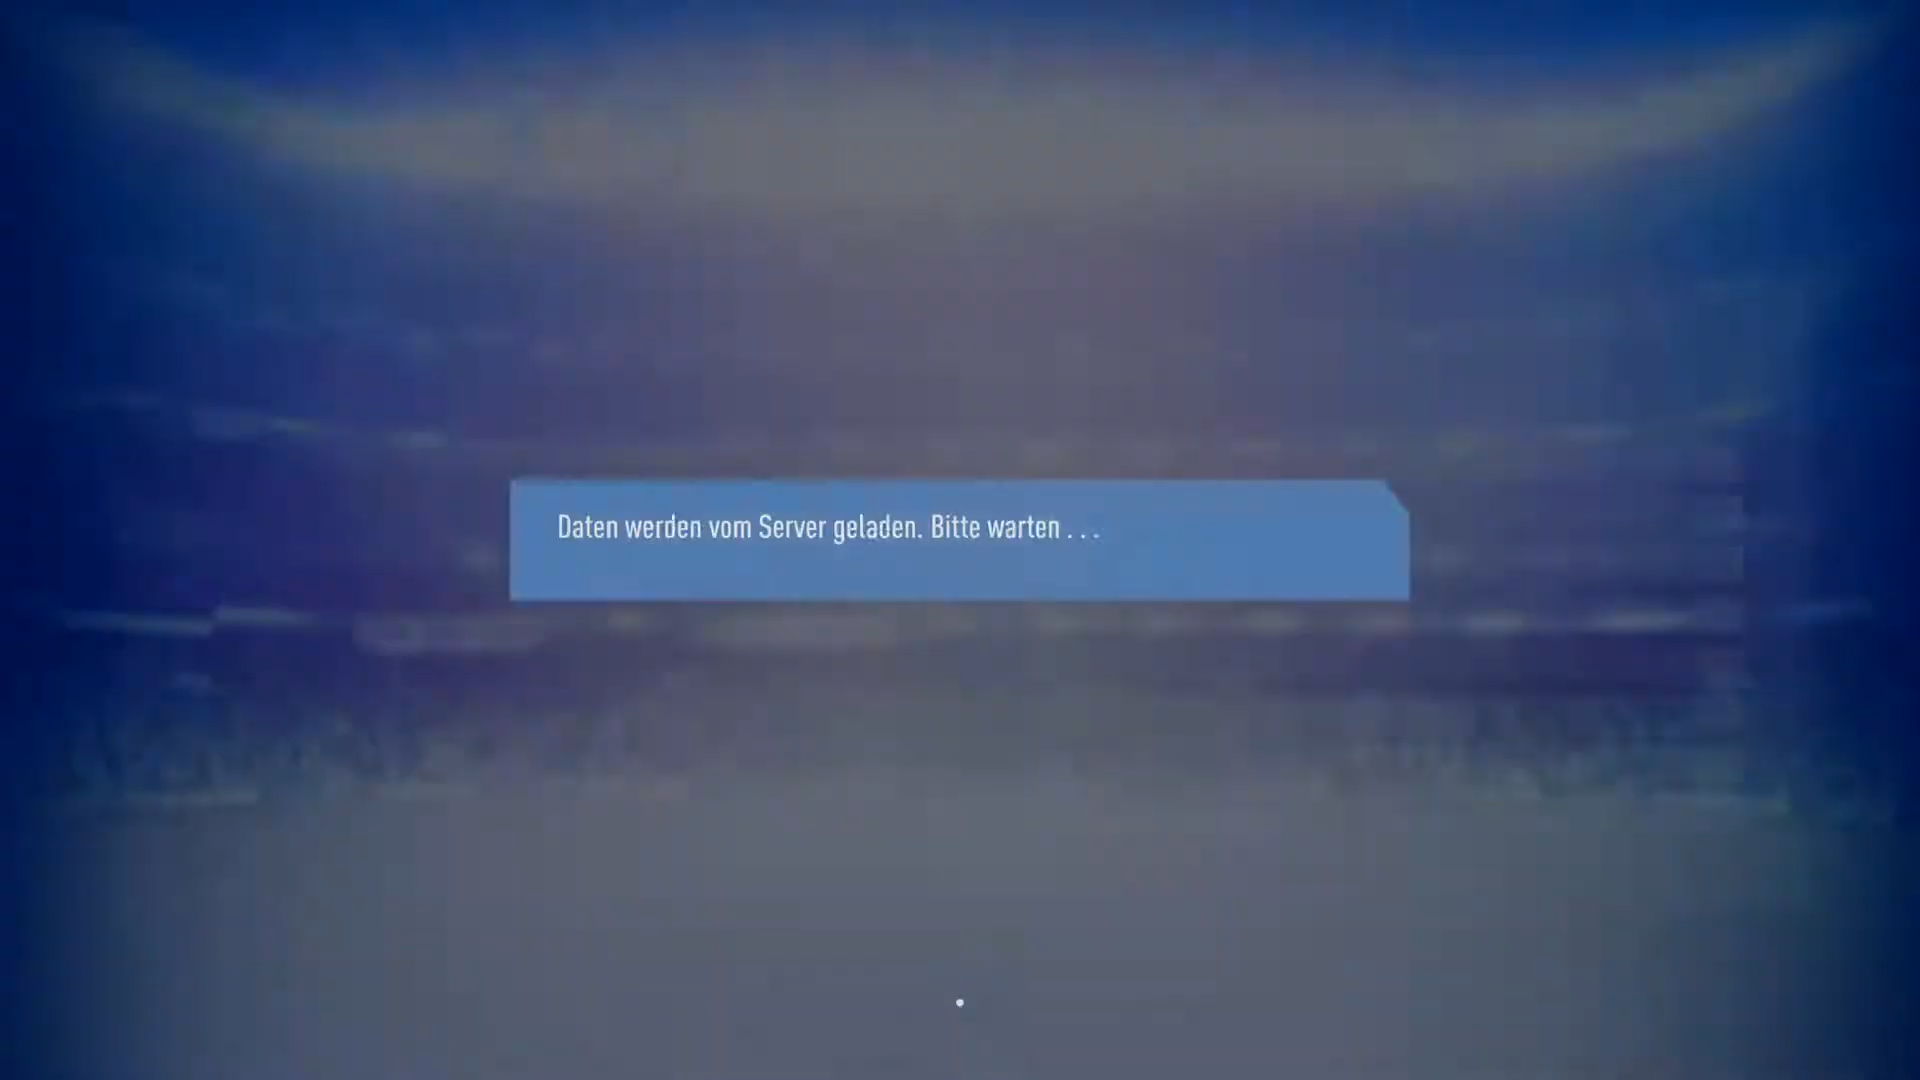 Daten werden vom Server geladen. Bitte warten . . .